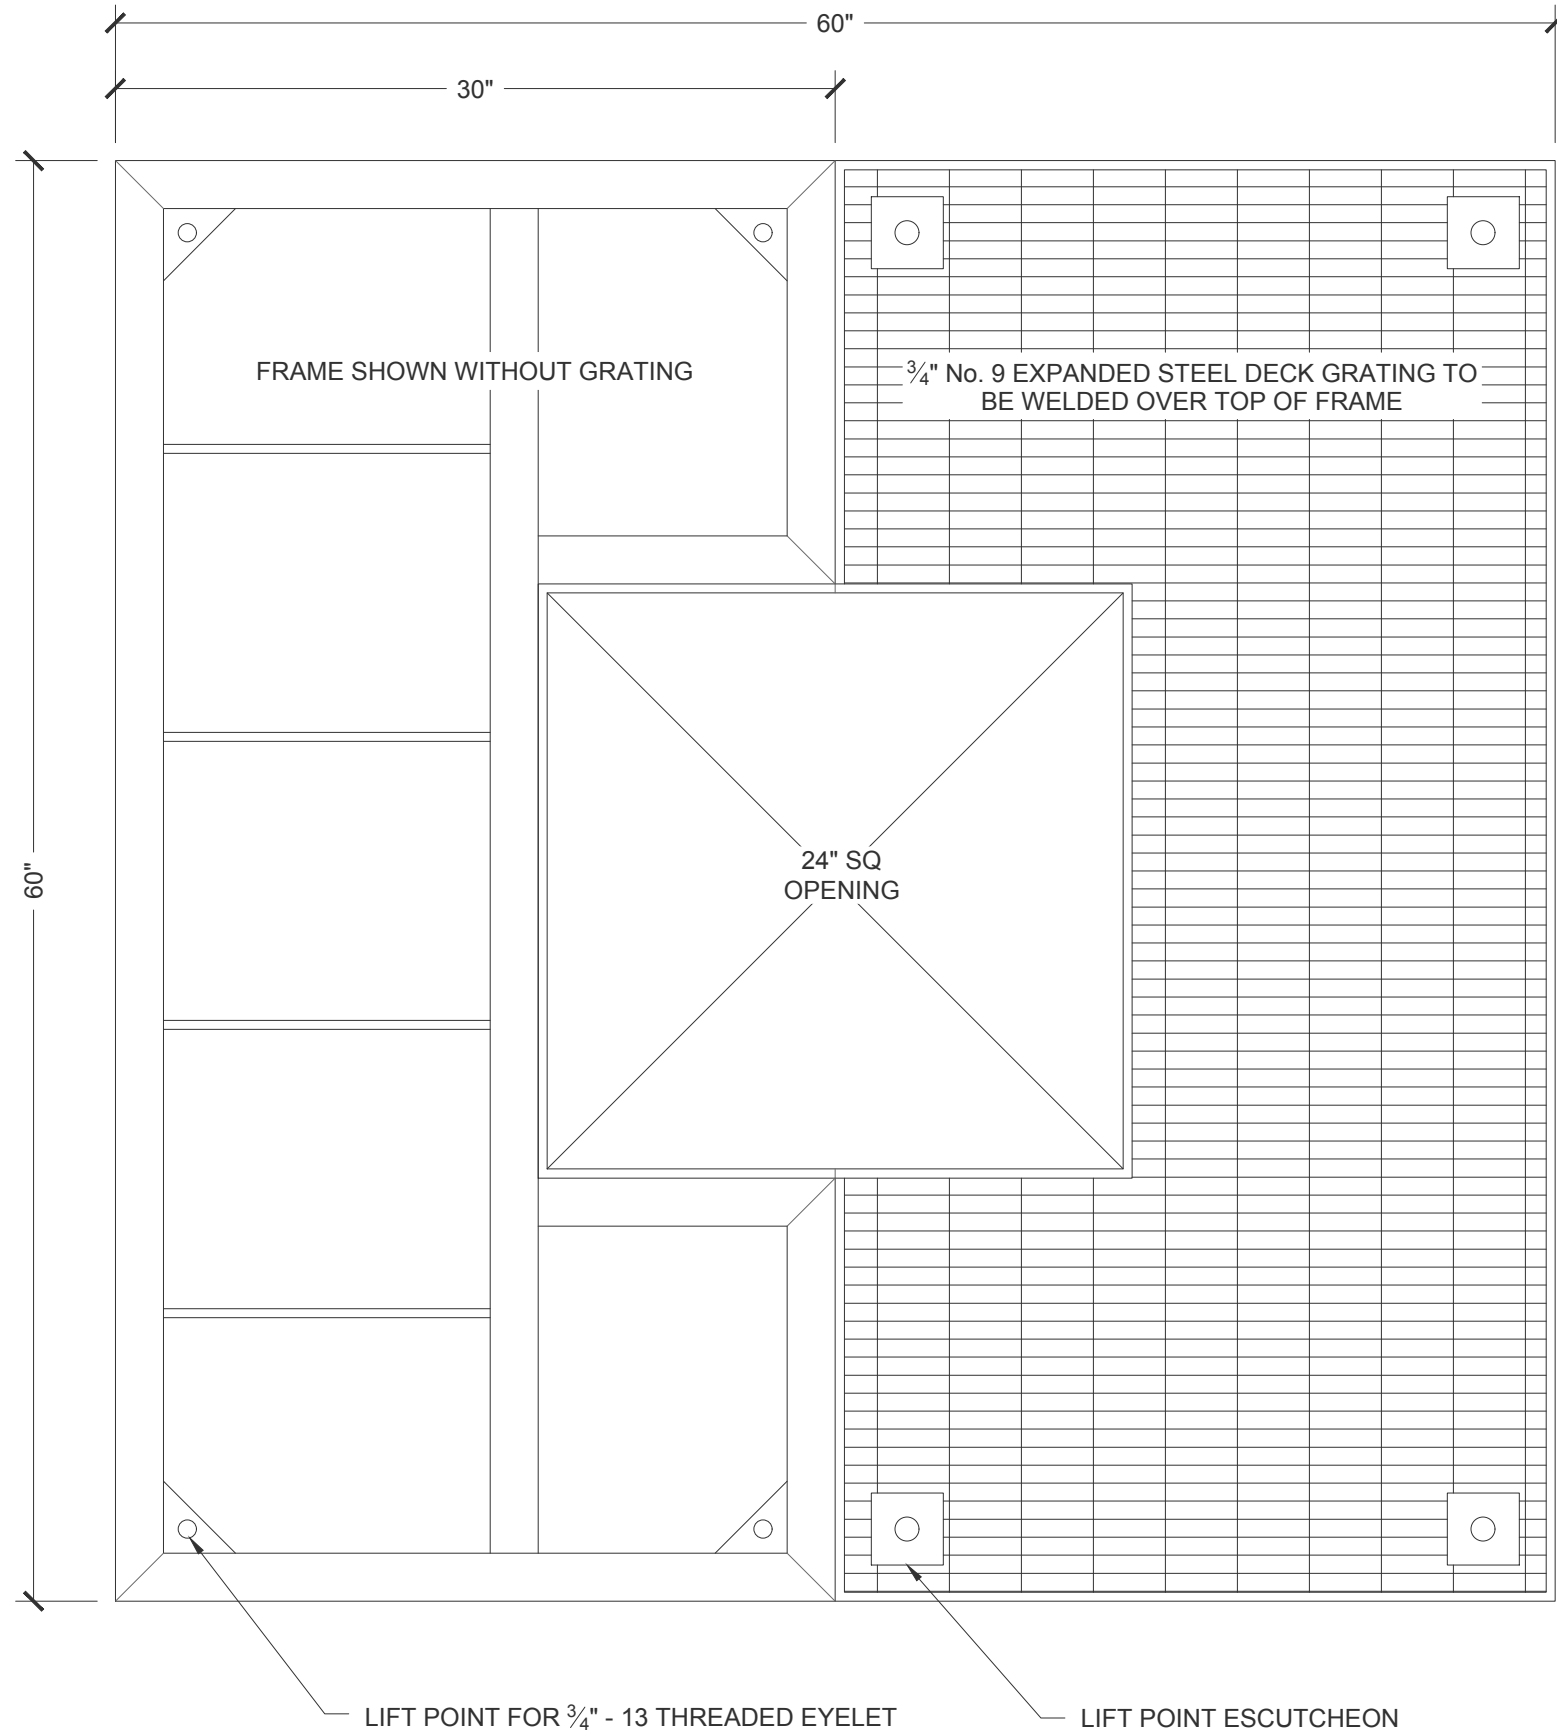 60"
30"
FRAME SHOWN WITHOUT GRATING
¾" No. 9 EXPANDED STEEL DECK GRATING TO
BE WELDED OVER TOP OF FRAME
24" SQ
OPENING
60"
LIFT POINT FOR ¾" - 13 THREADED EYELET
LIFT POINT ESCUTCHEON